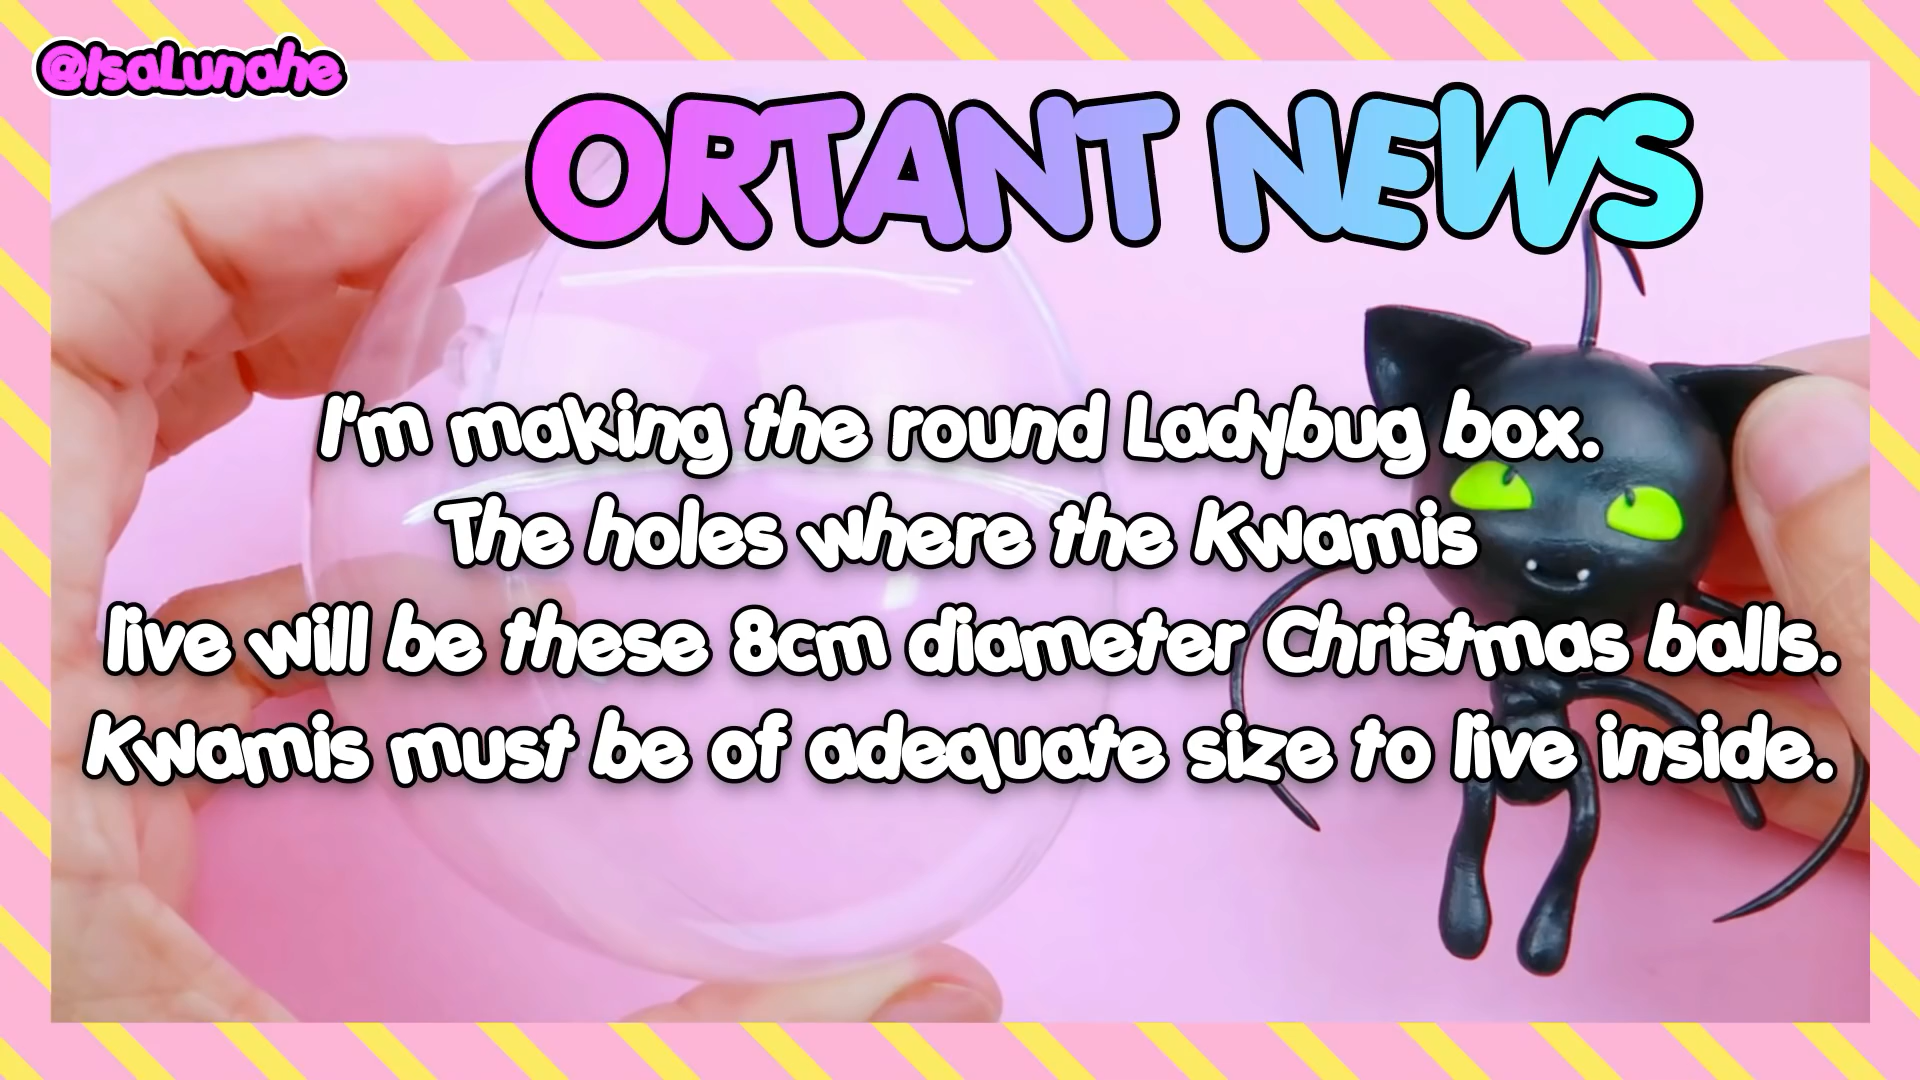 @IsaLunahe
ORTANT NEWS
I'm making the round Ladybug box.
The holes where the Kwamis
live will be these 8cm diameter Christmas balls.
Kwamis must be of adequate size to live inside.